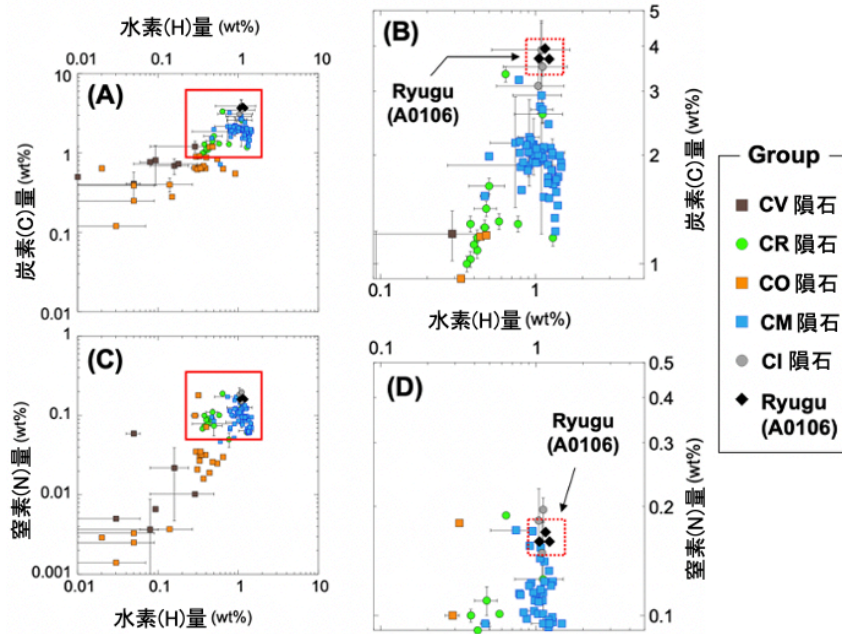 水素(H)量 (wt%)
0.01 0.1 1 10
10
1
0.1
0.01
炭素(C)量 (wt%)
(A)
(B)
Ryugu
(A0106)
5
4
3
2
1
炭素(C)量 (wt%)
0.1 1
水素(H)量 (wt%)
0.1 1
1
0.1
0.01
0.001
窒素(N)量 (wt%)
(C)
0.01 0.1 1 10
水素(H)量 (wt%)
(D)
Ryugu
(A0106)
0.5
0.4
0.3
0.2
0.1
窒素(N)量 (wt%)
Group
CV 隕石
CR 隕石
CO 隕石
CM 隕石
CI 隕石
Ryugu
(A0106)